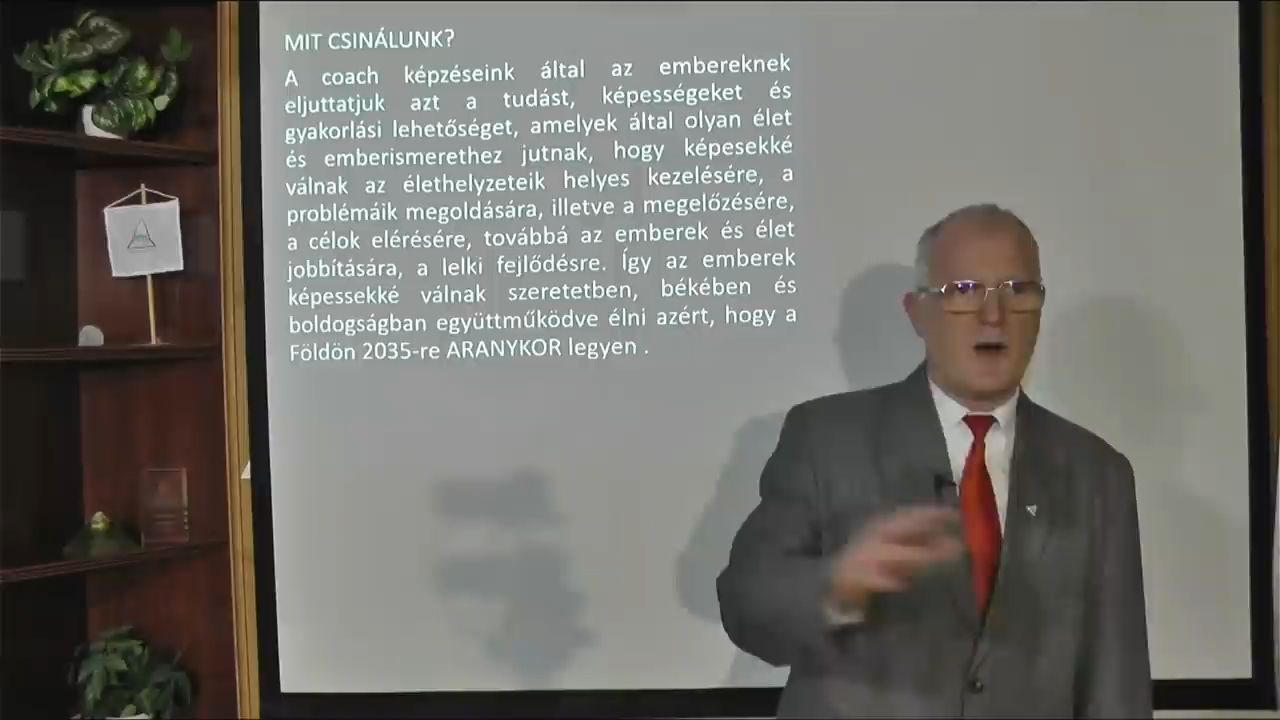 MIT CSINÁLUNK?
A coach képzéseink által az embereknek
eljuttatjuk azt a tudást, képességeket és
gyakorlási lehetőséget, amelyek által olyan élet
és emberismerethez jutnak, hogy képesekké
válnak az élethelyzeteik helyes kezelésére, a
problémáik megoldására, illetve a megelőzésére,
a célok elérésére, továbbá az emberek és élet
jobbítására, a lelki fejlődésre. Így az emberek
képessekké válnak szeretetben, békében és
boldogságban együttműködve élni azért, hogy a
Földön 2035-re ARANYKOR legyen .